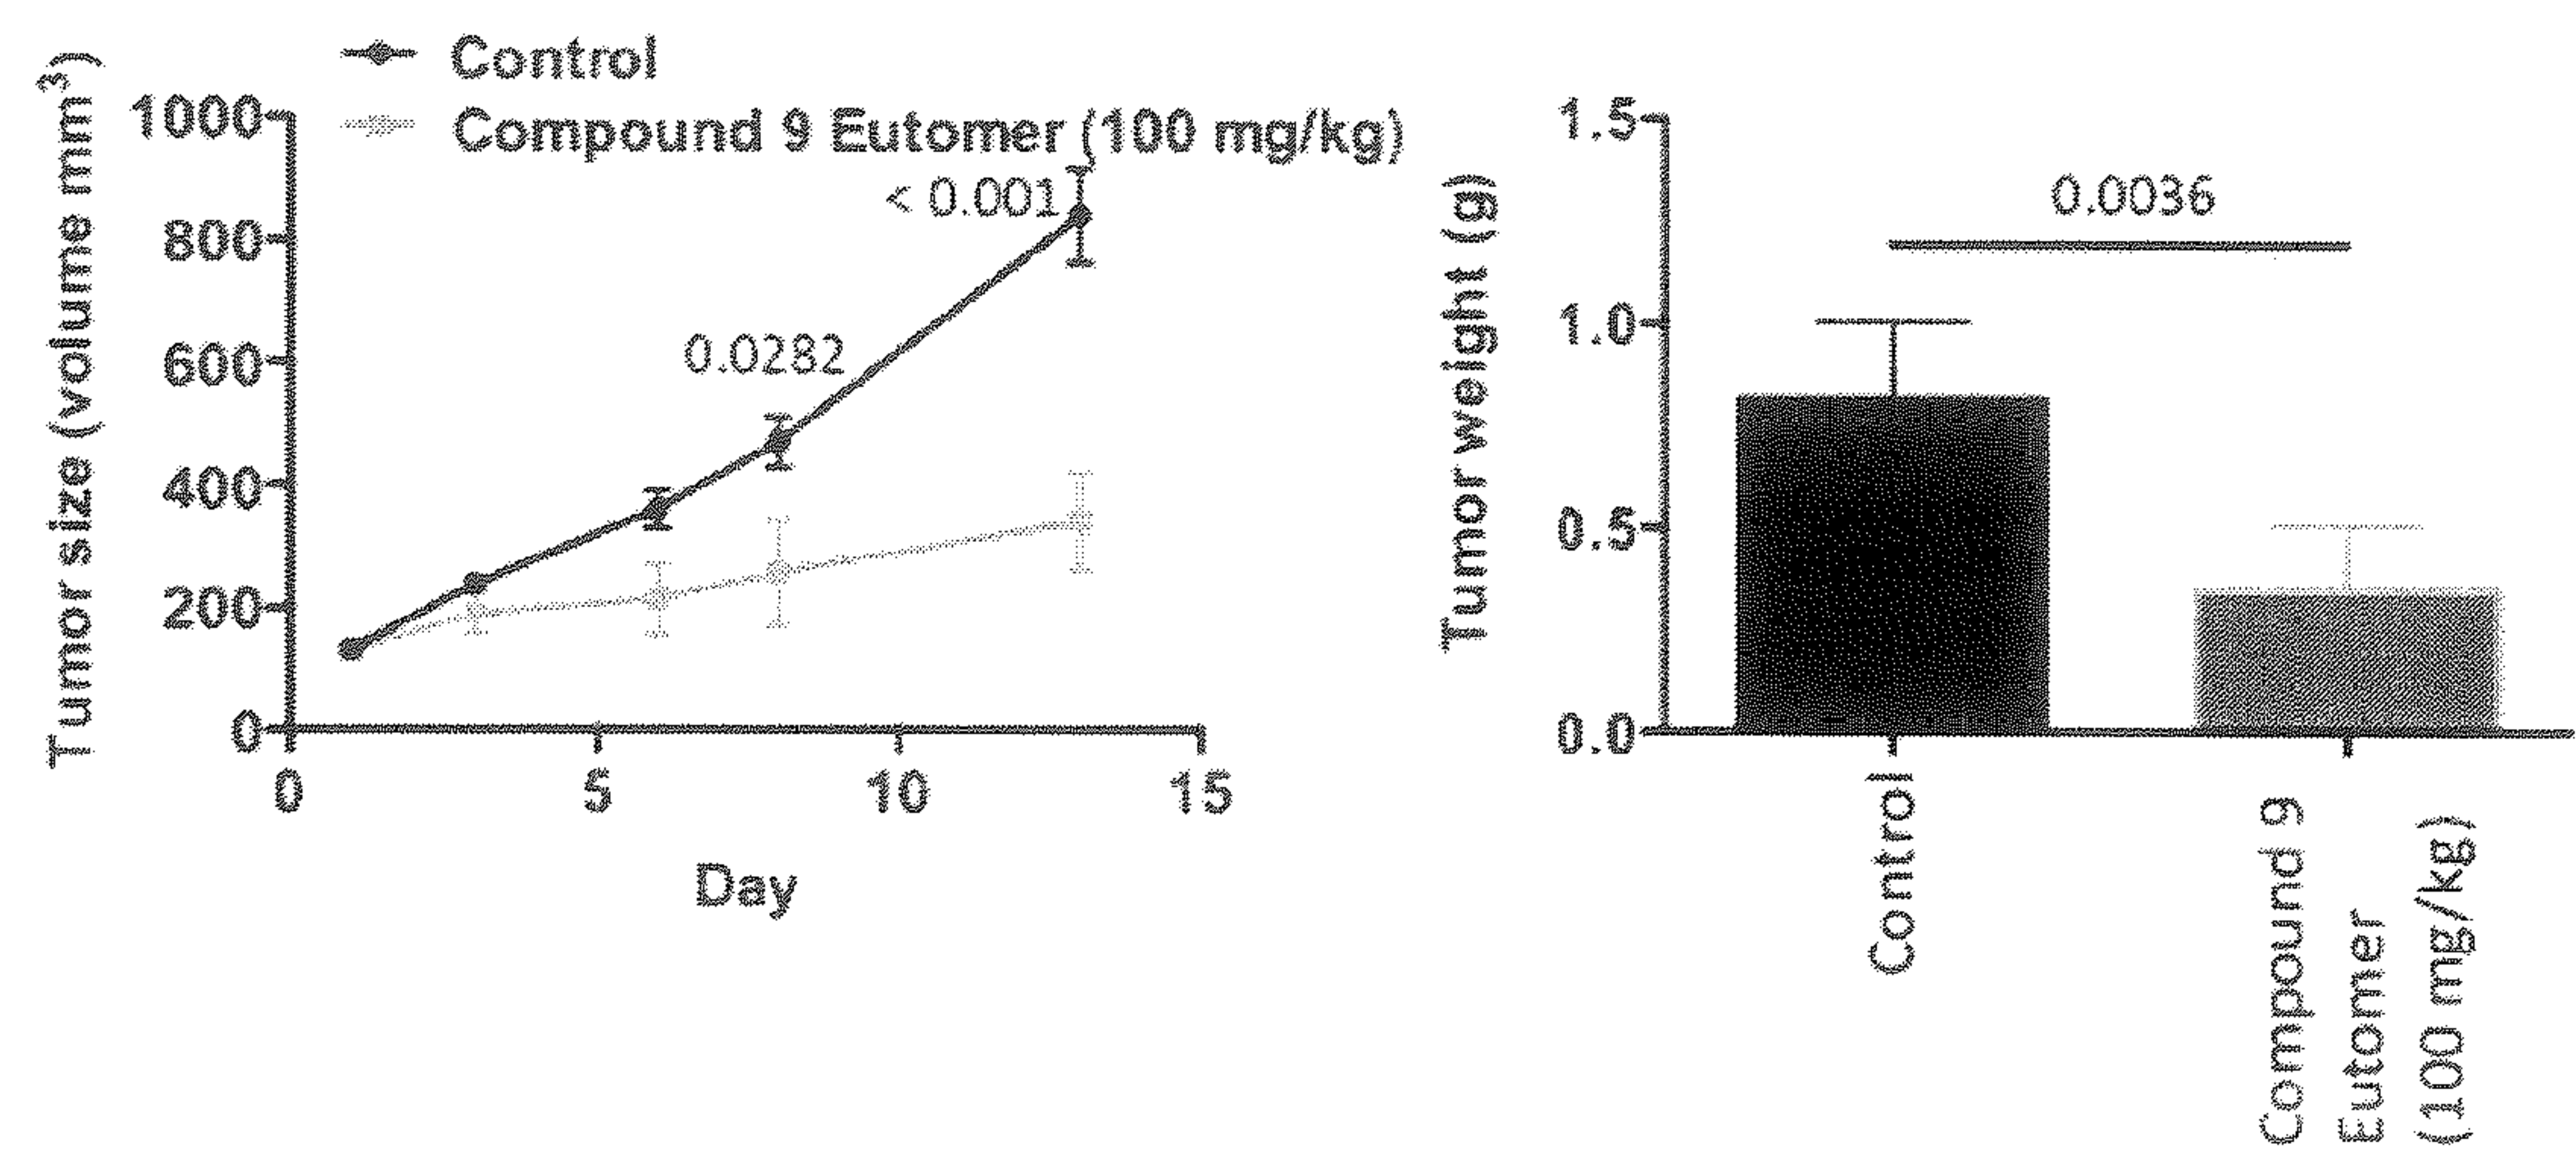 Control
Compound 9 Eutomer (100 mg/kg)
Tumor size (volume mm³)
1000
800
600
400
200
0
< 0.001
0.0282
0
5
10
15
Day
Tumor weight (g)
1.5
1.0
0.5
0.0
0.0036
Control
Compound 9
Eutomer
(100 mg/kg)